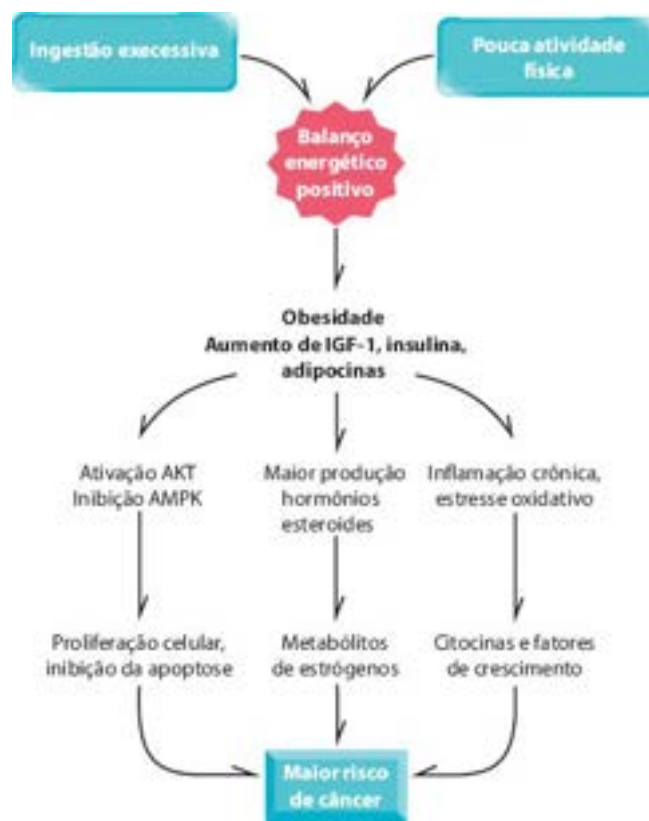 Ingestão execessiva
Pouca atividade
física
Balanço
energético
positivo
Obesidade
Aumento de IGF-1, insulina,
adipocinas
Ativação AKT
Inibição AMPK
Maior produção
hormônios
esteroides
Inflamação crônica,
estresse oxidativo
Proliferação celular,
inibição da apoptose
Metabólitos
de estrógenos
Citocinas e fatores
de crescimento
Maior risco
de câncer